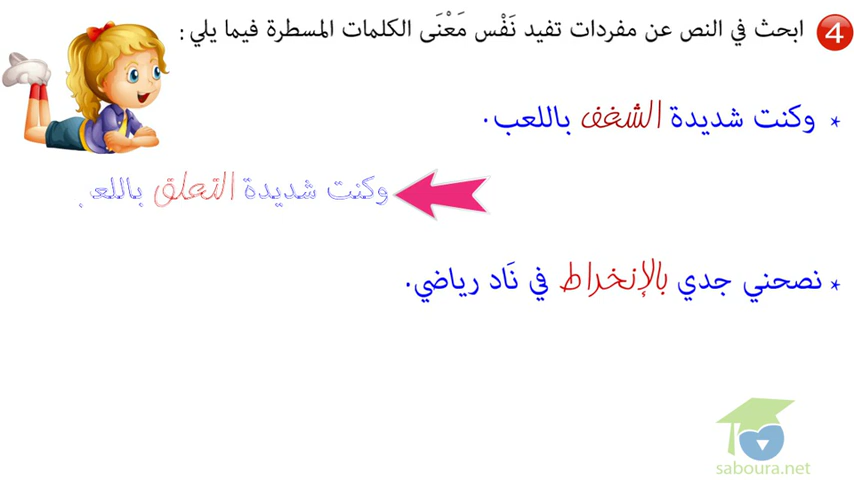 4 ابحث في النص عن مفردات تفيد نَفْس مَعْنَى الكلمات المسطرة فيما يلي :
* وكنت شديدة الشغف باللعب.
وكنت شديدة التعلق باللع
* نصحني جدي بالإنخراط في نَاد رياضي.
saboura.net